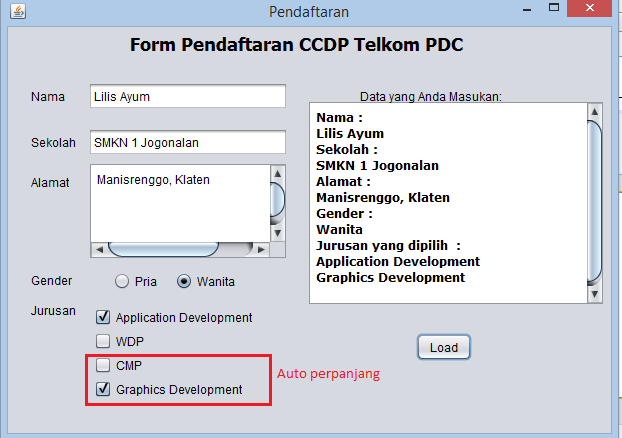 Pendaftaran
Form Pendaftaran CCDP Telkom PDC
Nama
Lilis Ayum
Sekolah
SMKN 1 Jogonalan
Alamat
Manisrenggo, Klaten
Gender
Pria
Wanita
Jurusan
Application Development
WDP
CMP
Graphics Development
Auto perpanjang
Data yang Anda Masukan:
Nama :
Lilis Ayum
Sekolah :
SMKN 1 Jogonalan
Alamat :
Manisrenggo, Klaten
Gender :
Wanita
Jurusan yang dipilih  :
Application Development
Graphics Development
Load